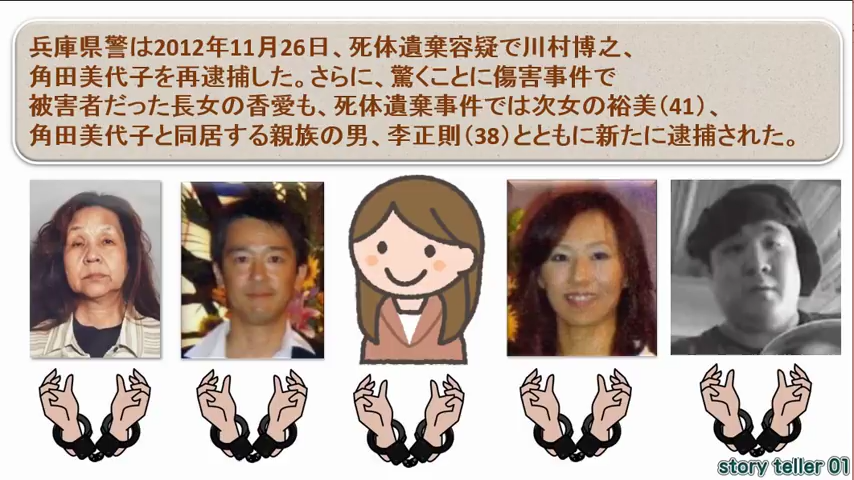 兵庫県警は2012年11月26日、死体遺棄容疑で川村博之、
角田美代子を再逮捕した。さらに、驚くことに傷害事件で
被害者だった長女の香愛も、死体遺棄事件では次女の裕美（41）、
角田美代子と同居する親族の男、李正則（38）とともに新たに逮捕された。
story teller 01